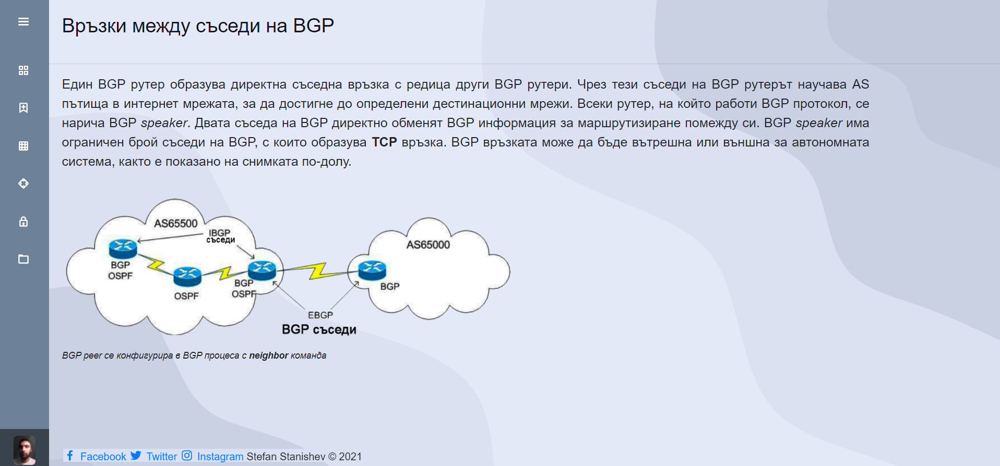 Връзки между съседи на BGP
Един BGP рутер образува директна съседна връзка с редица други BGP рутери. Чрез тези съседи на BGP рутерът научава AS
пътища в интернет мрежата, за да достигне до определени дестинационни мрежи. Всеки рутер, на който работи BGP протокол, се
нарича BGP speaker. Двата съседа на BGP директно обменят BGP информация за маршрутизиране помежду си. BGP speaker има
ограничен брой съседи на BGP, с които образува TCP връзка. BGP връзката може да бъде вътрешна или външна за автономната
система, както е показано на снимката по-долу.
AS65500
IBGP
съседи
BGP
OSPF
OSPF
BGP
OSPF
AS65000
BGP
EBGP
BGP съседи
BGP peer се конфигурира в BGP процеса с neighbor команда
Facebook Twitter Instagram Stefan Stanishev © 2021